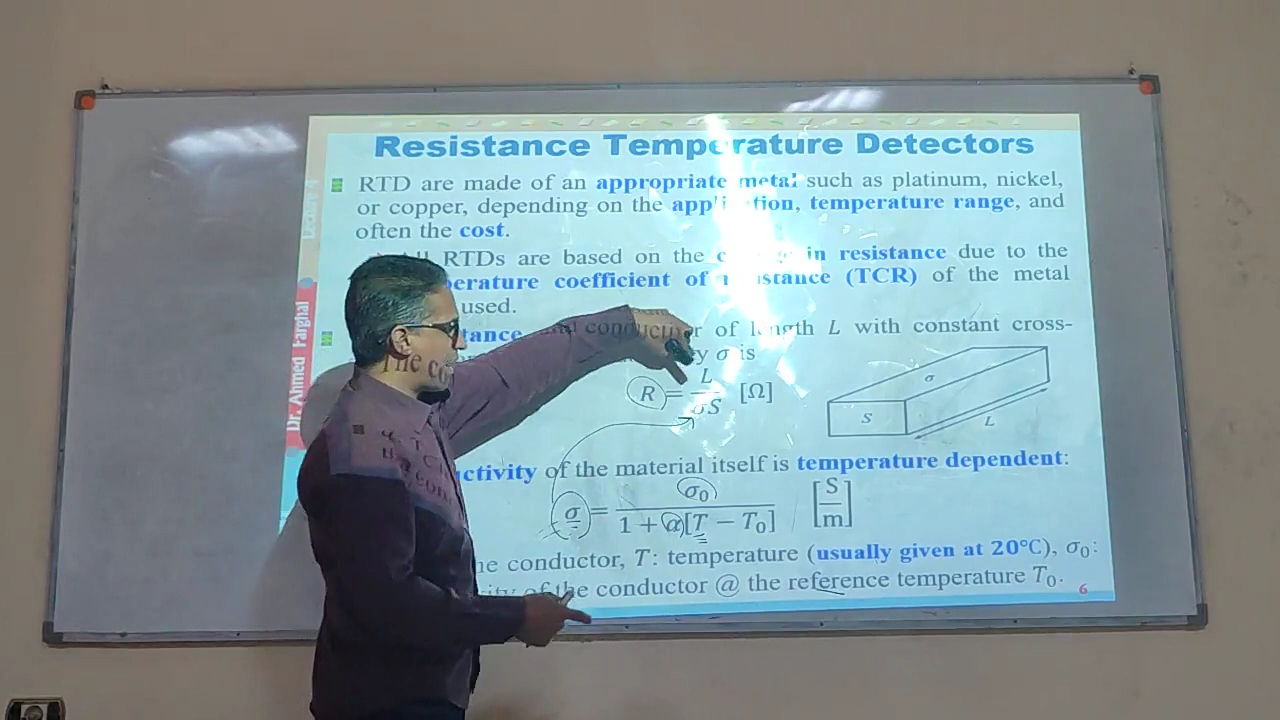 Resistance Temperature Detectors
RTD are made of an appropriate metal such as platinum, nickel,
or copper, depending on the application, temperature range, and
often the cost.
All RTDs are based on the in resistance due to the
coefficient of (TCR) of the metal
used.
conductor of length L with constant cross-
σ is
R = L / σS [Ω]
σ
S
L
of the material itself is temperature dependent:
σ = σ₀ / 1 + α[T − T₀] [S/m]
conductor, T: temperature (usually given at 20°C), σ₀:
of the conductor @ the reference temperature T₀.
6
Lecture 4
Dr. Ahmed Farghal